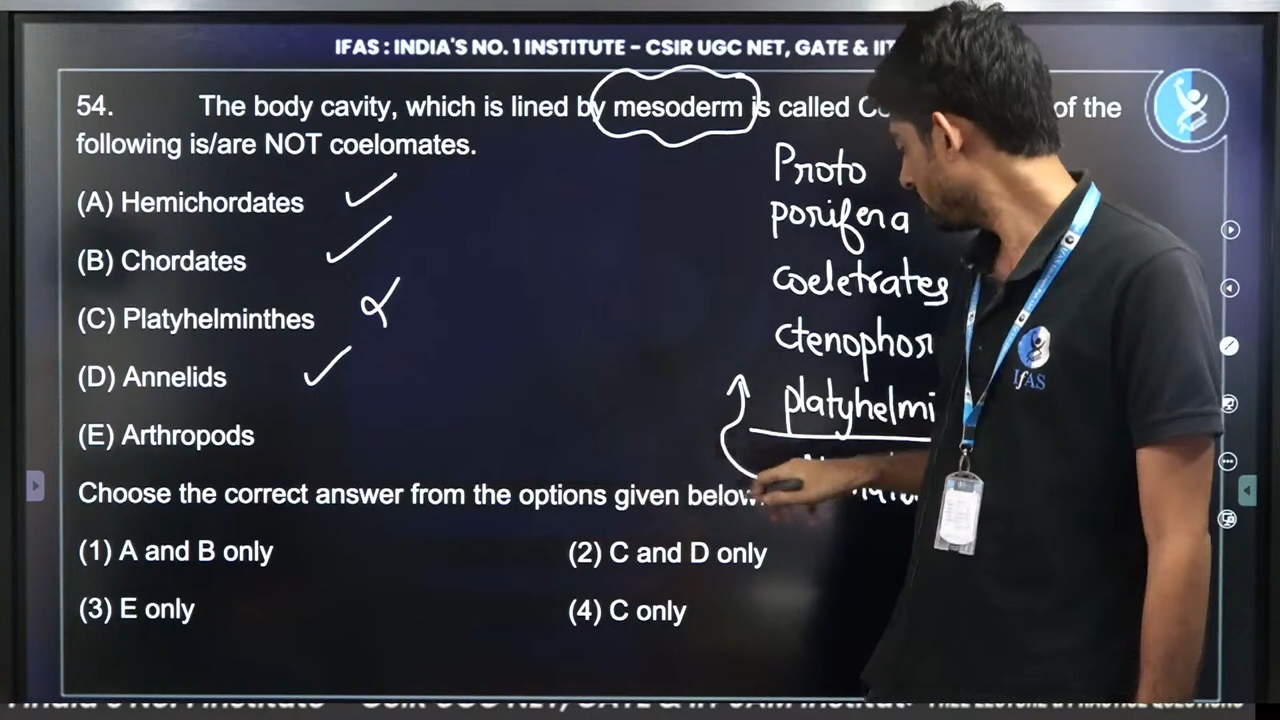 IFAS : INDIA'S NO. 1 INSTITUTE - CSIR UGC NET, GATE & IIT
54. The body cavity, which is lined by mesoderm is called of the
following is/are NOT coelomates.
(A) Hemichordates
(B) Chordates
(C) Platyhelminthes
(D) Annelids
(E) Arthropods
Choose the correct answer from the options given below:
(1) A and B only
(2) C and D only
(3) E only
(4) C only
Proto
porifera
Coeletrates
Ctenophor
platyhelmi
IFAS